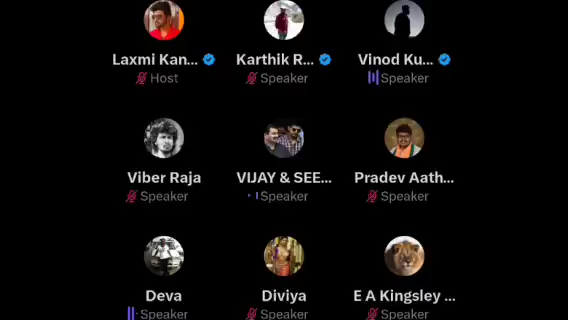 Laxmi Kan... Karthik R... Vinod Ku...
Host Speaker Speaker
Viber Raja VIJAY & SEE... Pradev Aath...
Speaker Speaker Speaker
Deva Diviya E A Kingsley ...
Speaker Speaker Speaker